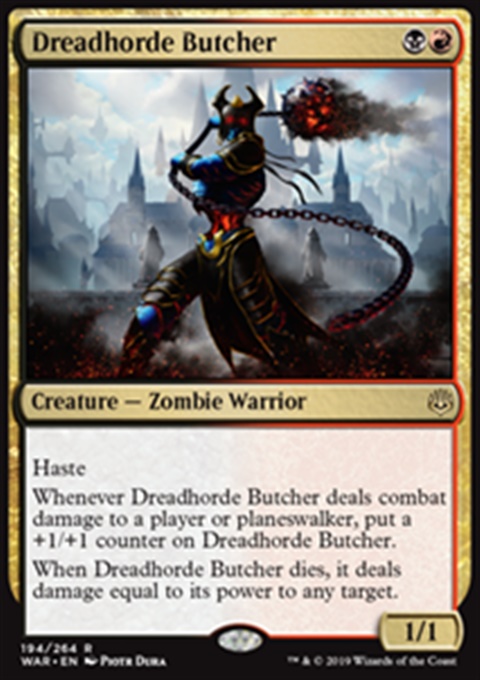 Dreadhorde Butcher
Creature — Zombie Warrior
Haste
Whenever Dreadhorde Butcher deals combat
damage to a player or planeswalker, put a
+1/+1 counter on Dreadhorde Butcher.
When Dreadhorde Butcher dies, it deals
damage equal to its power to any target.
1/1
194/264 R
WAR • EN Piotr Dura
™ & © 2019 Wizards of the Coast